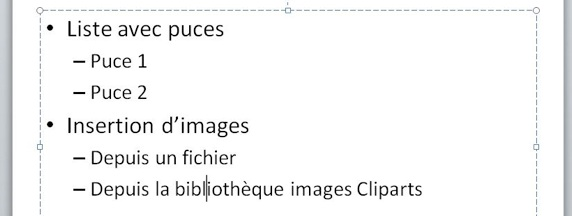 • Liste avec puces
– Puce 1
– Puce 2
• Insertion d’images
– Depuis un fichier
– Depuis la bibliothèque images Cliparts